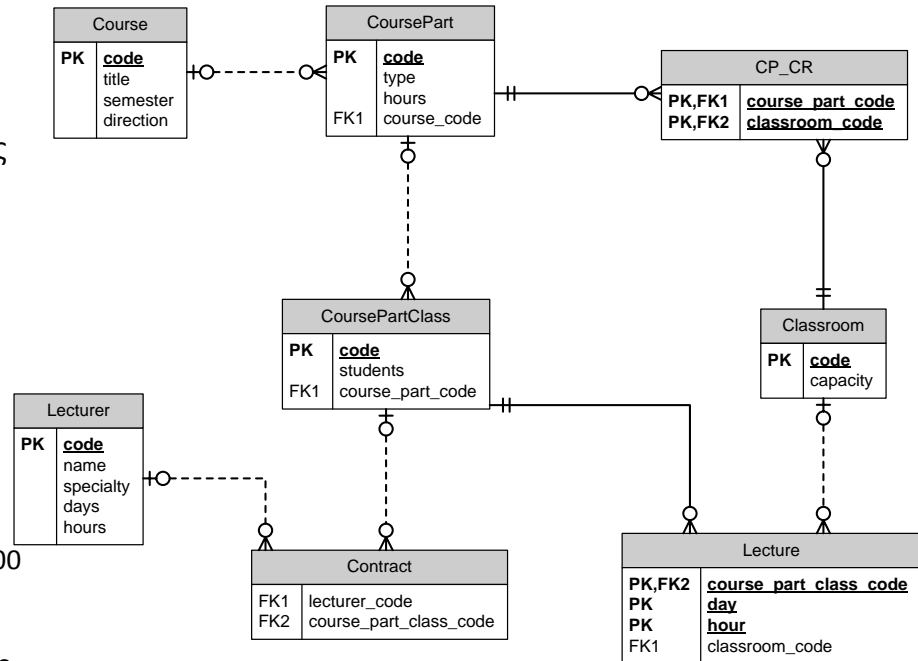 Course
PK code
title
semester
direction
CoursePart
PK code
type
hours
FK1 course_code
CP_CR
PK,FK1 course_part_code
PK,FK2 classroom_code
ς
CoursePartClass
PK code
students
FK1 course_part_code
Classroom
PK code
capacity
Lecturer
PK code
name
specialty
days
hours
00
Contract
FK1 lecturer_code
FK2 course_part_class_code
Lecture
PK,FK2 course_part_class_code
PK day
PK hour
FK1 classroom_code